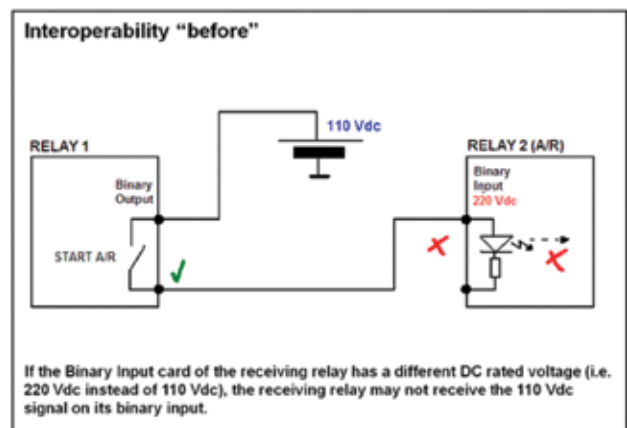 Interoperability “before”
110 Vdc
RELAY 1
RELAY 2 (A/R)
Binary
Output
Binary
Input
220 Vdc
START A/R
If the Binary Input card of the receiving relay has a different DC rated voltage (i.e.
220 Vdc instead of 110 Vdc), the receiving relay may not receive the 110 Vdc
signal on its binary input.